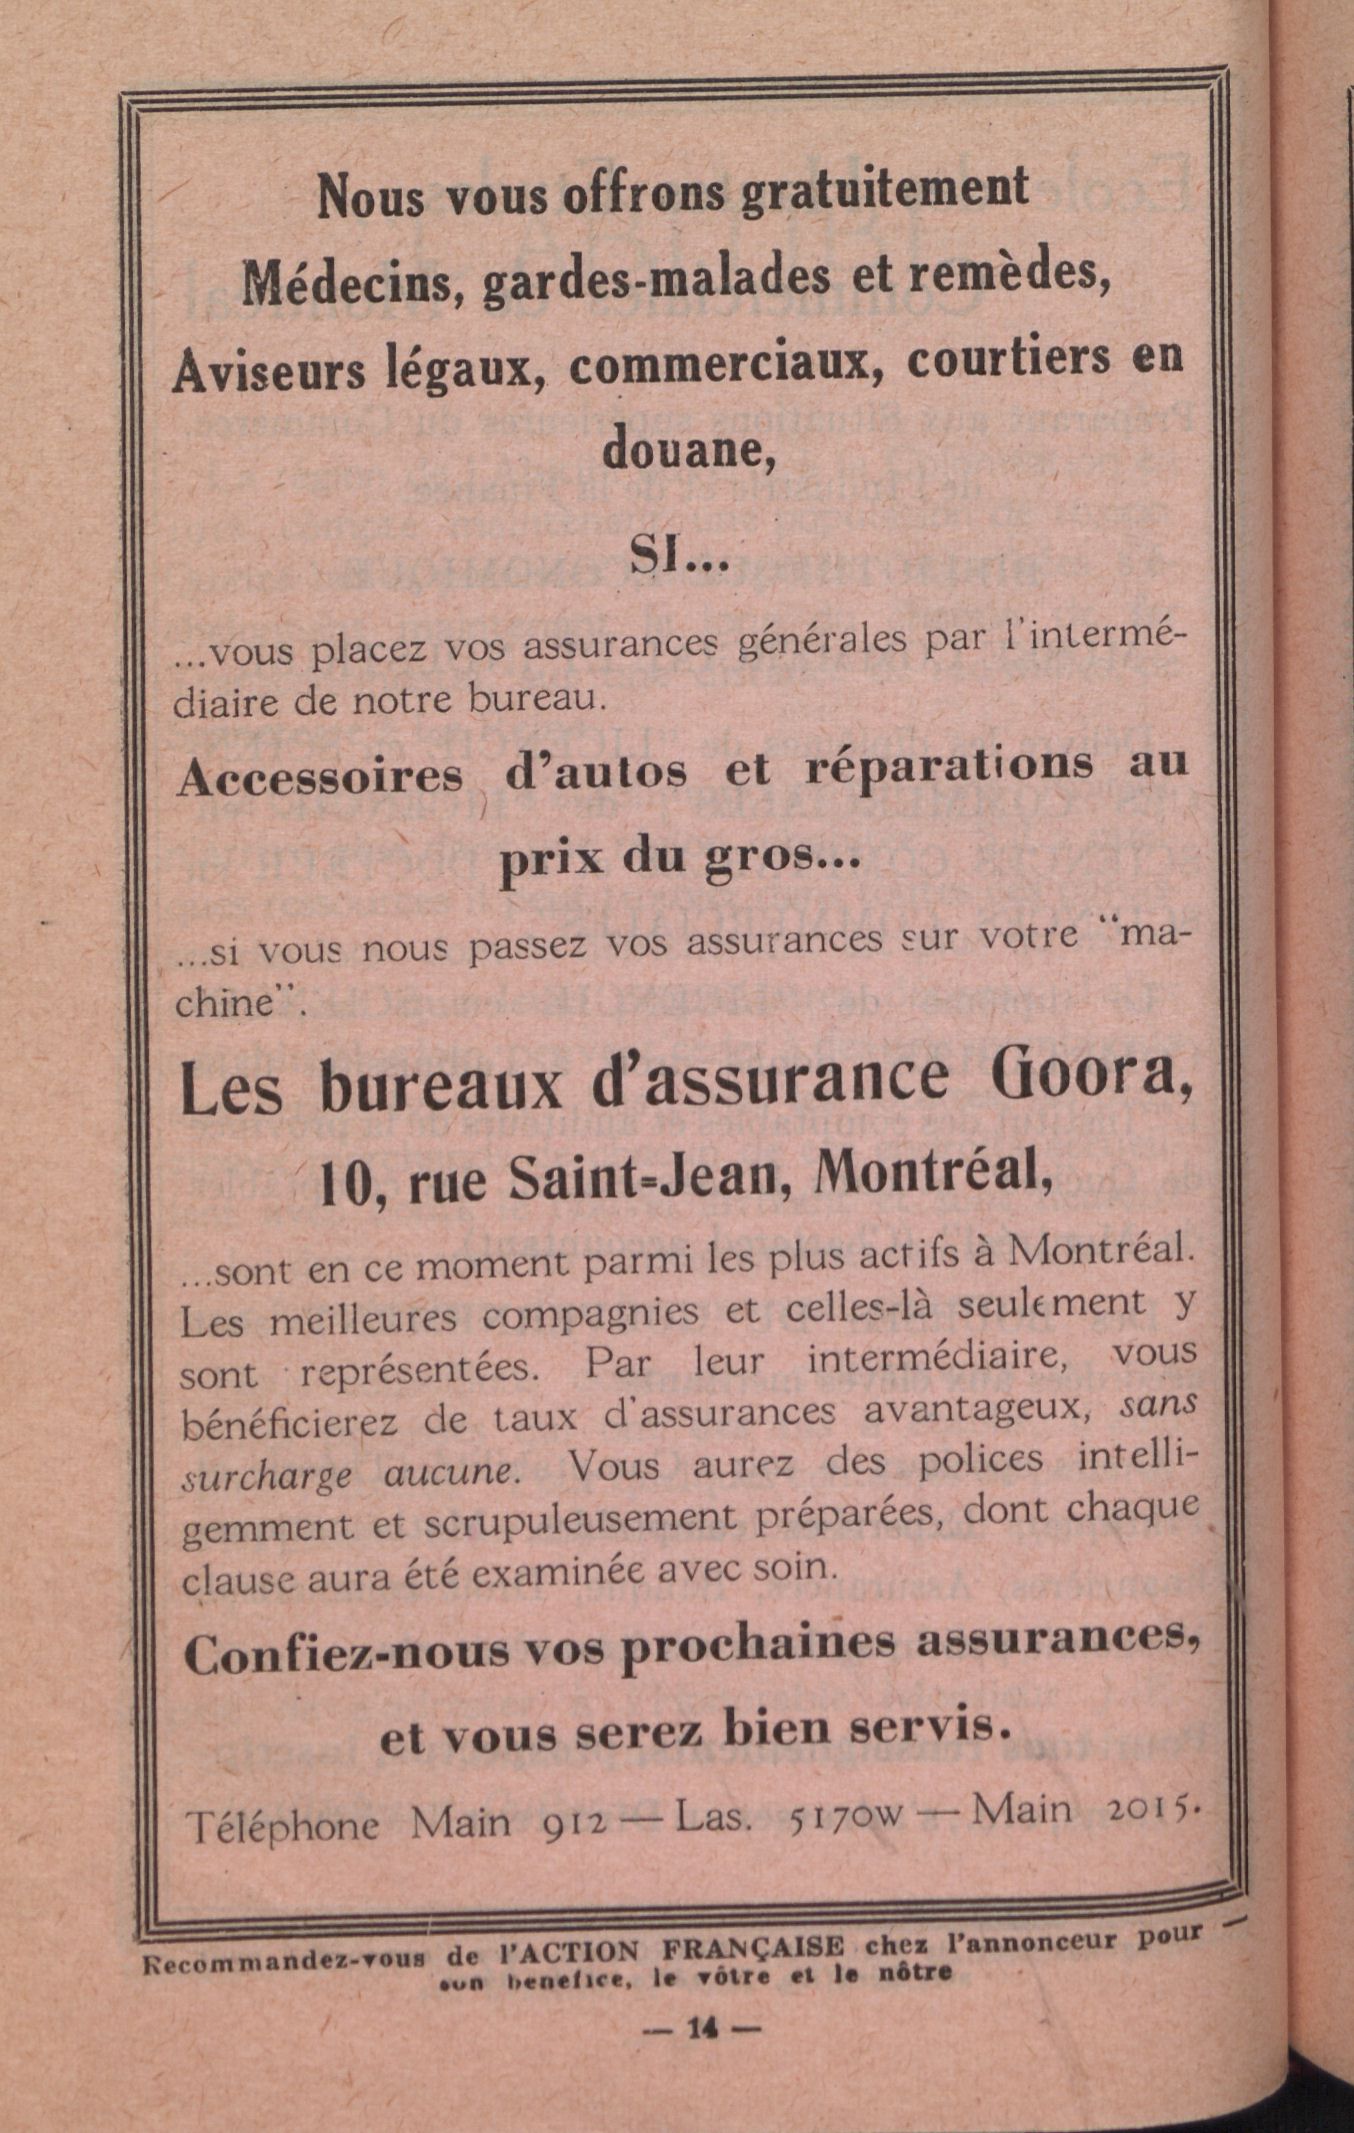 Nous vous offrons gratuitement
Médecins, gardes-malades et remèdes,
Aviseurs légaux, commerciaux, courtiers en
douane,
SI...
...vous placez vos assurances générales par l'intermé-
diaire de notre bureau.
Accessoires d'autos et réparations au
prix du gros...
...si vous nous passez vos assurances sur votre "ma-
chine".
Les bureaux d'assurance Goora,
10, rue Saint-Jean, Montréal,
...sont en ce moment parmi les plus actifs à Montréal.
Les meilleures compagnies et celles-là seulement y
sont représentées. Par leur intermédiaire, vous
bénéficierez de taux d'assurances avantageux, sans
surcharge aucune. Vous aurez des polices intelli-
gemment et scrupuleusement préparées, dont chaque
clause aura été examinée avec soin.
Confiez-nous vos prochaines assurances,
et vous serez bien servis.
Téléphone Main 912 — Las. 5170W — Main 2015.
Recommandez-vous de l'ACTION FRANÇAISE chez l'annonceur pour —
son benefice, le vôtre et le nôtre
— 14 —